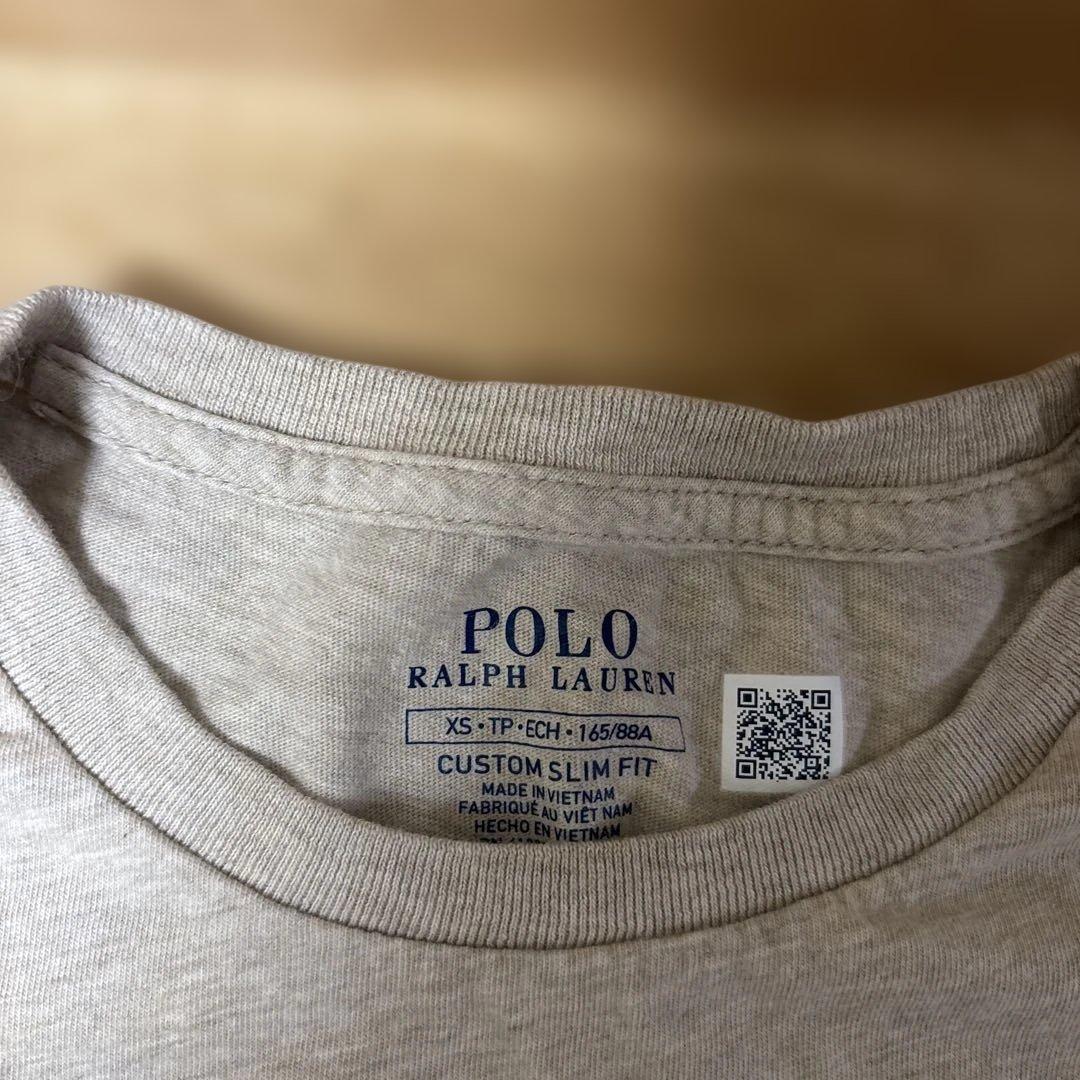 POLO
RALPH LAUREN
XS • TP • ECH • 165/88A
CUSTOM SLIM FIT
MADE IN VIETNAM
FABRIQUÉ AU VIÊT NAM
HECHO EN VIETNAM